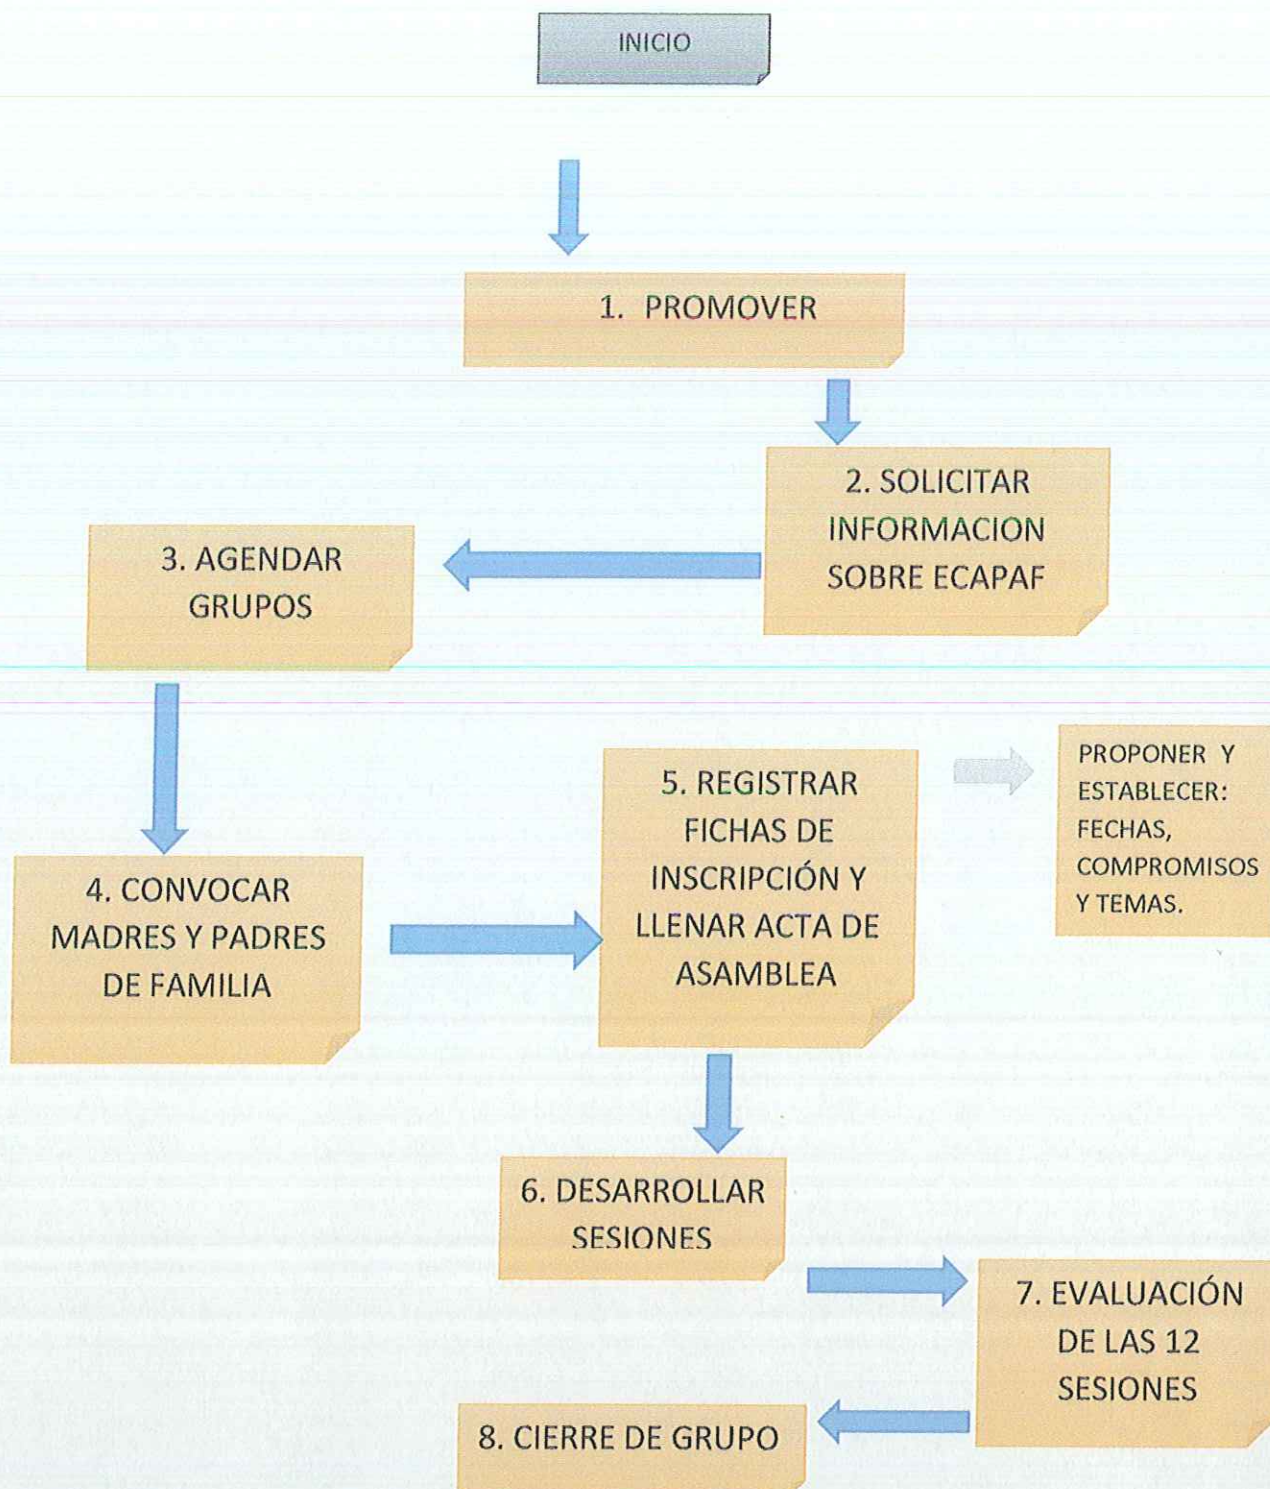 INICIO
1. PROMOVER
2. SOLICITAR
INFORMACION
SOBRE ECAPAF
3. AGENDAR
GRUPOS
4. CONVOCAR
MADRES Y PADRES
DE FAMILIA
5. REGISTRAR
FICHAS DE
INSCRIPCIÓN Y
LLENAR ACTA DE
ASAMBLEA
PROPONER Y
ESTABLECER:
FECHAS,
COMPROMISOS
Y TEMAS.
6. DESARROLLAR
SESIONES
7. EVALUACIÓN
DE LAS 12
SESIONES
8. CIERRE DE GRUPO